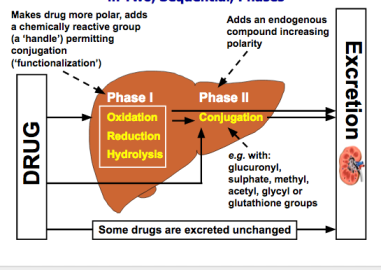 in Two, Sequential, Phases
Makes drug more polar, adds
a chemically reactive group
(a ‘handle’) permitting
conjugation
(‘functionalization’)
Adds an endogenous
compound increasing
polarity
DRUG
Phase I
Oxidation
Reduction
Hydrolysis
Phase II
Conjugation
e.g. with:
glucuronyl,
sulphate, methyl,
acetyl, glycyl or
glutathione groups
Some drugs are excreted unchanged
Excretion